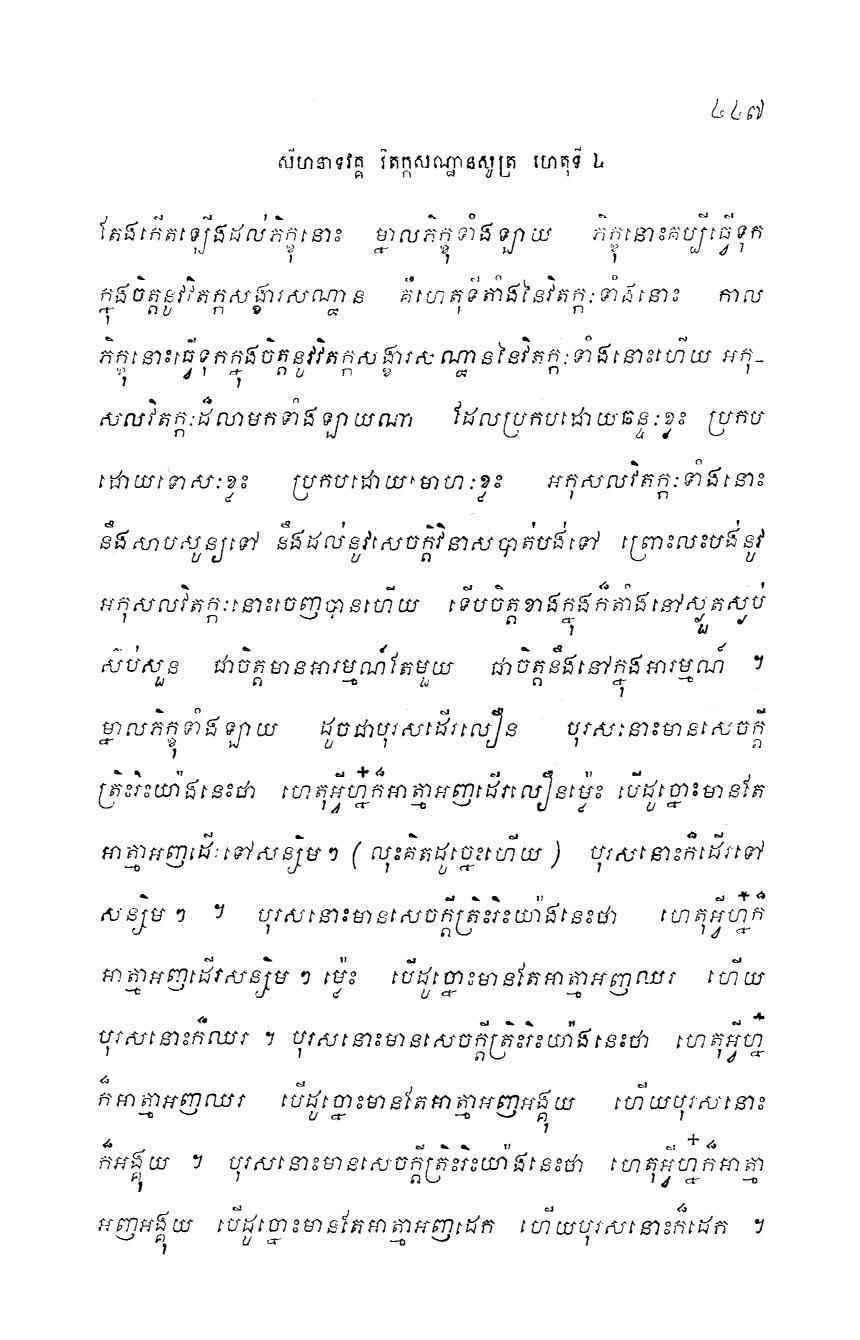 ៤៤៧
សីហនាទវគ្គ វិតក្កសណ្ឋានសូត្រ ហេតុទី ៤
តែងកើតឡើងដល់ភិក្ខុនោះ ម្នាលភិក្ខុទាំងឡាយ ភិក្ខុនោះគប្បីធ្វើទុក
ក្នុងចិត្តនូវវិតក្កសង្ខារសណ្ឋាន គឺហេតុទីតាំងនៃវិតក្កៈទាំងនោះ កាល
ភិក្ខុនោះធ្វើទុកក្នុងចិត្តនូវវិតក្កសង្ខារសណ្ឋាននៃវិតក្កៈទាំងនោះហើយ អកុ-
សលវិតក្កៈដ៏លាមកទាំងឡាយណា ដែលប្រកបដោយឆន្ទៈខ្លះ ប្រកប
ដោយទោសៈខ្លះ ប្រកបដោយមោហៈខ្លះ អកុសលវិតក្កៈទាំងនោះ
នឹងសាបសូន្យទៅ នឹងដល់នូវសេចក្តីវិនាសបាត់បង់ទៅ ព្រោះលះបង់នូវ
អកុសលវិតក្កៈនោះចេញបានហើយ ទើបចិត្តខាងក្នុងក៏តាំងនៅស្ងួតស្ងប់
ស៊ប់សួន ជាចិត្តមានអារម្មណ៍តែមួយ ជាចិត្តនឹងនៅក្នុងអារម្មណ៍ ។
ម្នាលភិក្ខុទាំងឡាយ ដូចជាបុរសដើរលឿន បុរសនោះមានសេចក្តី
ត្រិះរិះយ៉ាងនេះថា ហេតុអ្វីហ្ន៎ក៏អាត្មាអញដើរលឿនម៉្លេះ បើដូច្នោះមានតែ
អាត្មាអញដើរទៅសន្សឹមៗ ( លុះគិតដូច្នេះហើយ ) បុរសនោះក៏ដើរទៅ
សន្សឹមៗ ។ បុរសនោះមានសេចក្តីត្រិះរិះយ៉ាងនេះថា ហេតុអ្វីហ្ន៎ក៏
អាត្មាអញដើរសន្សឹមៗ ម៉្លេះ បើដូច្នោះមានតែអាត្មាអញឈរ ហើយ
បុរសនោះក៏ឈរ ។ បុរសនោះមានសេចក្តីត្រិះរិះយ៉ាងនេះថា ហេតុអ្វីហ្ន៎
ក៏អាត្មាអញឈរ បើដូច្នោះមានតែអាត្មាអញអង្គុយ ហើយបុរសនោះ
ក៏អង្គុយ ។ បុរសនោះមានសេចក្តីត្រិះរិះយ៉ាងនេះថា ហេតុអ្វីហ្ន៎ក៏អាត្មា
អញអង្គុយ បើដូច្នោះមានតែអាត្មាអញដេក ហើយបុរសនោះក៏ដេក ។